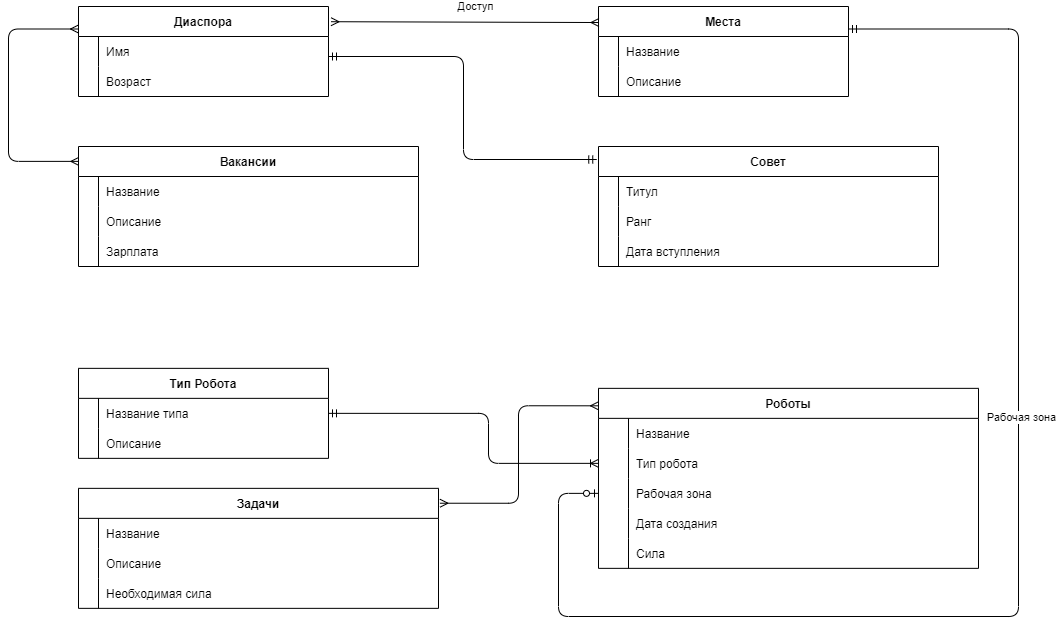 Доступ
Диаспора
Имя
Возраст
Места
Название
Описание
Вакансии
Название
Описание
Зарплата
Совет
Титул
Ранг
Дата вступления
Тип Робота
Название типа
Описание
Роботы
Название
Тип робота
Рабочая зона
Дата создания
Сила
Рабочая зона
Задачи
Название
Описание
Необходимая сила